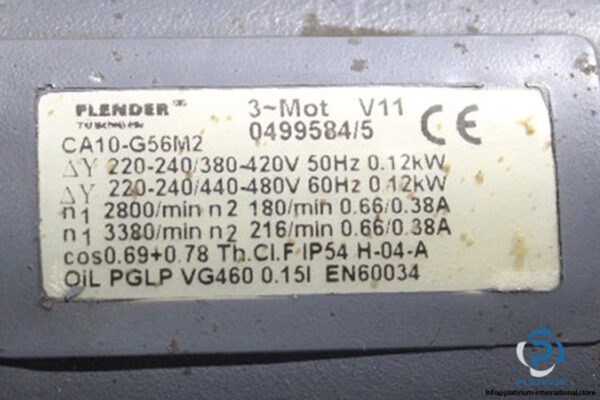 FLENDER
3~Mot V11
TÜBINGEN
0499584/5
CE
CA10-G56M2
ΔY 220-240/380-420V 50Hz 0.12kW
ΔY 220-240/440-480V 60Hz 0.12kW
n1 2800/min n2 180/min 0.66/0.38A
n1 3380/min n2 216/min 0.66/0.38A
cos0.69+0.78 Th.Cl.F IP54 H-04-A
OiL PGLP VG460 0.15l EN60034
PLATINUM
info@platinum-international.store